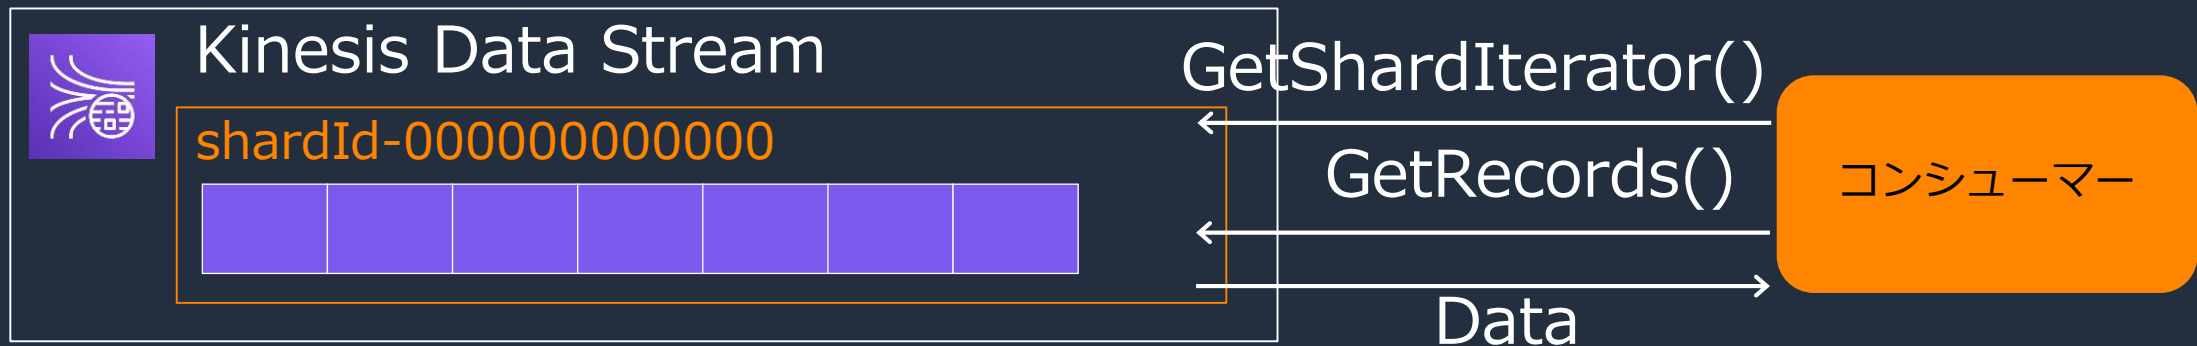 Kinesis Data Stream
shardId-000000000000
GetShardIterator()
GetRecords()
Data
コンシューマー